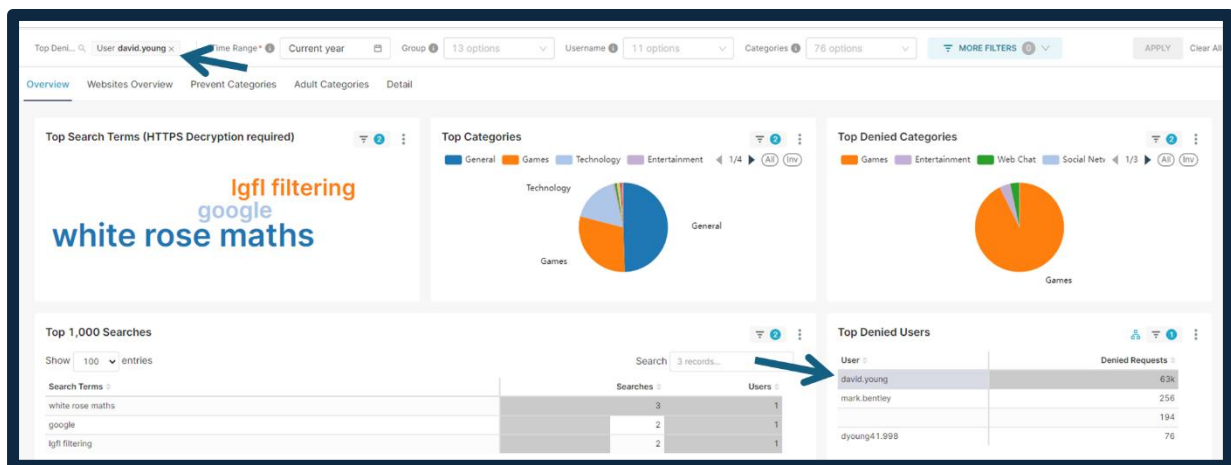 Top Deni... User david.young × Time Range* Current year Group 13 options Username 11 options Categories 76 options MORE FILTERS 0 APPLY Clear All
Overview Websites Overview Prevent Categories Adult Categories Detail
Top Search Terms (HTTPS Decryption required) 2
lgfl filtering
google
white rose maths
Top Categories 2
General Games Technology Entertainment 1/4 All Inv
Technology
General
Games
Top Denied Categories 2
Games Entertainment Web Chat Social Netv 1/3 All Inv
Games
Top 1,000 Searches 2
Show 100 entries Search 3 records...
Search Terms Searches Users
white rose maths 3 1
google 2 1
lgfl filtering 2 1
Top Denied Users 1
User Denied Requests
david.young 63k
mark.bentley 256
194
dyoung41.998 76